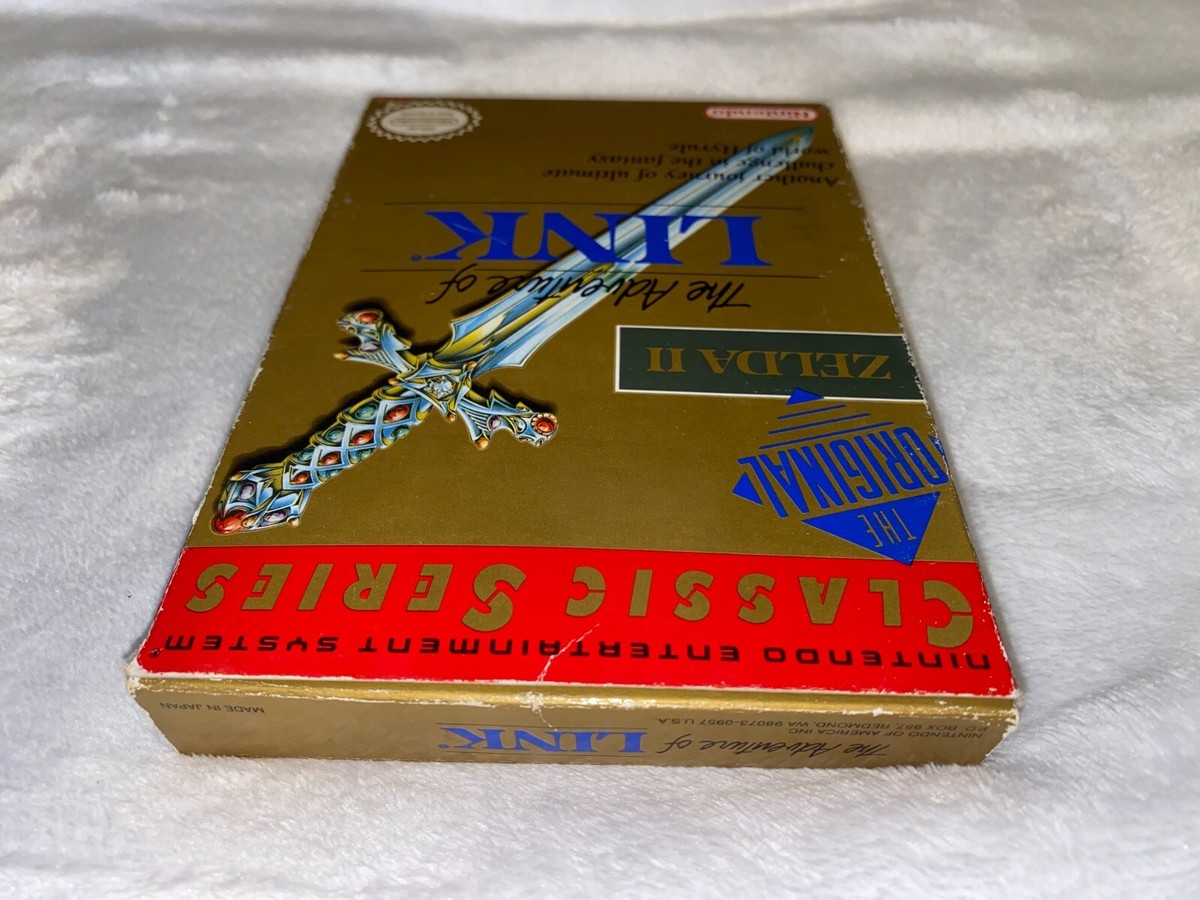 NINTENDO ENTERTAINMENT SYSTEM®
CLASSIC SERIES
THE
ORIGINAL
ZELDA II
The Adventure of
LINK®
Another journey of ultimate
challenge in the fantasy
world of Hyrule.
Nintendo
The Adventure of LINK®
NINTENDO OF AMERICA INC.
P.O. BOX 957, REDMOND, WA 98073-0957 U.S.A.
MADE IN JAPAN